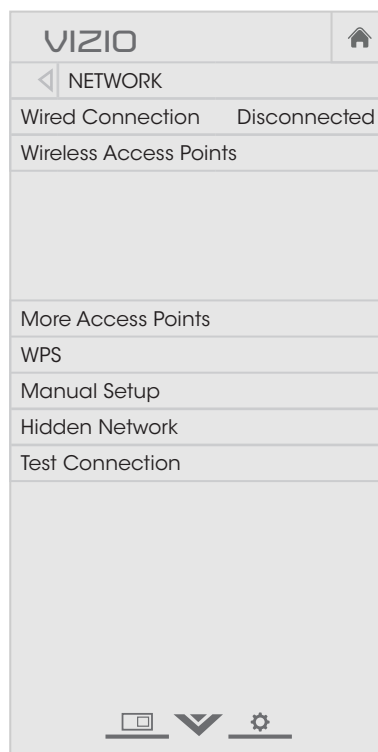 VIZIO
NETWORK
Wired Connection Disconnected
Wireless Access Points
More Access Points
WPS
Manual Setup
Hidden Network
Test Connection